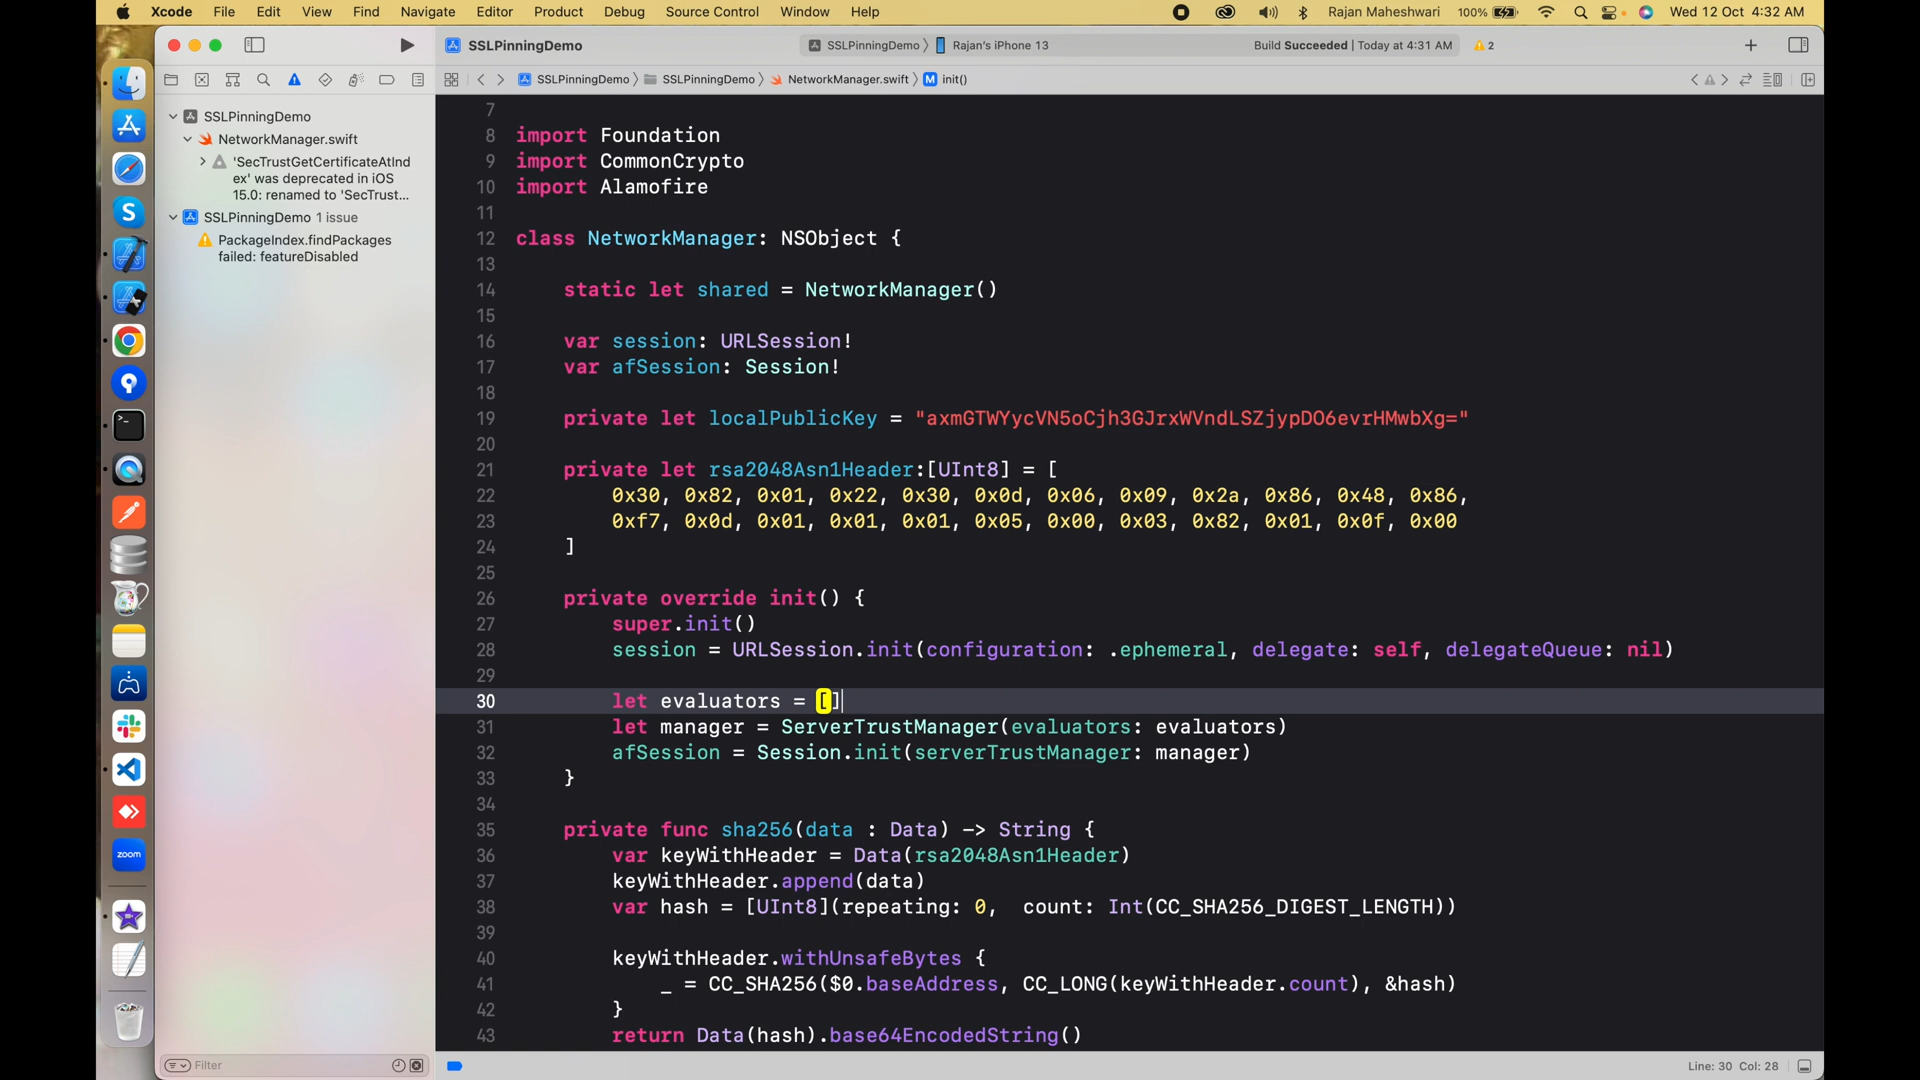 Xcode File Edit View Find Navigate Editor Product Debug Source Control Window Help Rajan Maheshwari 100% Wed 12 Oct 4:32 AM
SSLPinningDemo SSLPinningDemo Rajan's iPhone 13 Build Succeeded | Today at 4:31 AM 2
SSLPinningDemo SSLPinningDemo NetworkManager.swift M init()
SSLPinningDemo
NetworkManager.swift
'SecTrustGetCertificateAtInd
ex' was deprecated in iOS
15.0: renamed to 'SecTrust...
SSLPinningDemo 1 issue
PackageIndex.findPackages
failed: featureDisabled
zoom
Filter
7
8 import Foundation
9 import CommonCrypto
10 import Alamofire
11
12 class NetworkManager: NSObject {
13
14 static let shared = NetworkManager()
15
16 var session: URLSession!
17 var afSession: Session!
18
19 private let localPublicKey = "axmGTWYycVN5oCjh3GJrxWVndLSZjypDO6evrHMwbXg="
20
21 private let rsa2048Asn1Header:[UInt8] = [
22 0x30, 0x82, 0x01, 0x22, 0x30, 0x0d, 0x06, 0x09, 0x2a, 0x86, 0x48, 0x86,
23 0xf7, 0x0d, 0x01, 0x01, 0x01, 0x05, 0x00, 0x03, 0x82, 0x01, 0x0f, 0x00
24 ]
25
26 private override init() {
27 super.init()
28 session = URLSession.init(configuration: .ephemeral, delegate: self, delegateQueue: nil)
29
30 let evaluators = []
31 let manager = ServerTrustManager(evaluators: evaluators)
32 afSession = Session.init(serverTrustManager: manager)
33 }
34
35 private func sha256(data : Data) -> String {
36 var keyWithHeader = Data(rsa2048Asn1Header)
37 keyWithHeader.append(data)
38 var hash = [UInt8](repeating: 0, count: Int(CC_SHA256_DIGEST_LENGTH))
39
40 keyWithHeader.withUnsafeBytes {
41 _ = CC_SHA256($0.baseAddress, CC_LONG(keyWithHeader.count), &hash)
42 }
43 return Data(hash).base64EncodedString()
Line: 30 Col: 28